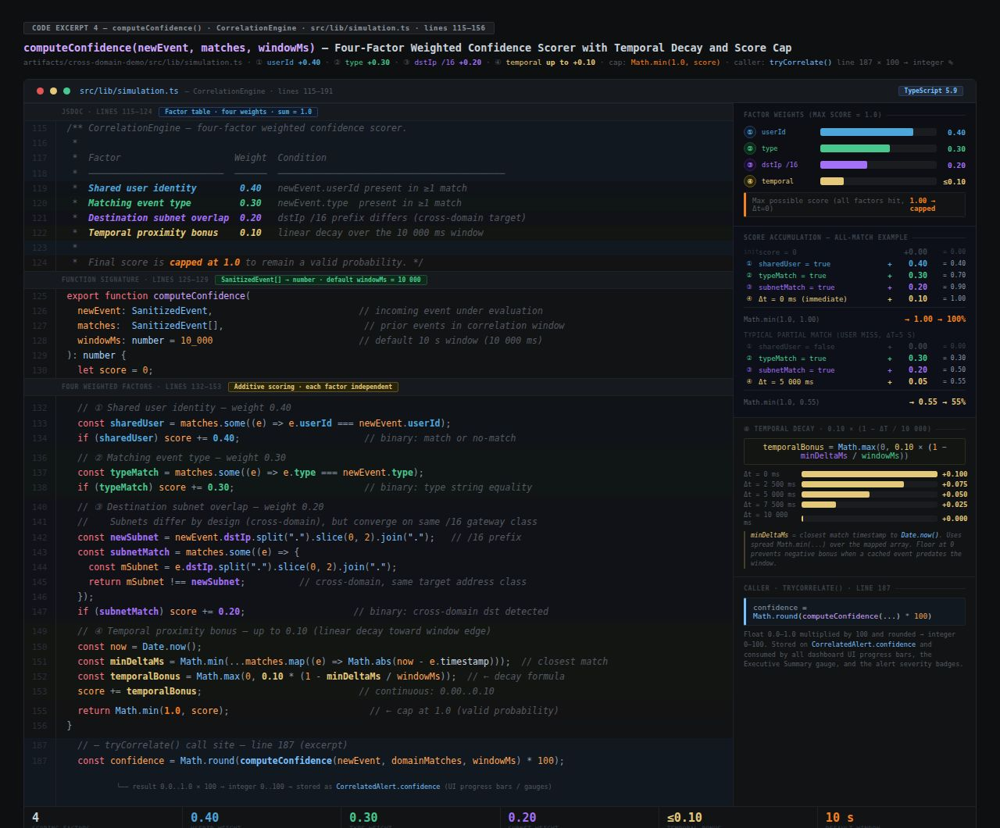 CODE EXCERPT 4 — computeConfidence() · CorrelationEngine · src/lib/simulation.ts · lines 115–156
computeConfidence(newEvent, matches, windowMs) — Four-Factor Weighted Confidence Scorer with Temporal Decay and Score Cap
artifacts/cross-domain-demo/src/lib/simulation.ts · ① userId +0.40 · ② type +0.30 · ③ dstIp /16 +0.20 · ④ temporal up to +0.10 · cap: Math.min(1.0, score) · caller: tryCorrelate() line 187 × 100 → integer %
src/lib/simulation.ts — CorrelationEngine · lines 115–191
TypeScript 5.9
JSDOC · LINES 115–124 Factor table · four weights · sum = 1.0
115 /** CorrelationEngine — four-factor weighted confidence scorer.
116 *
117 * Factor Weight Condition
118 * ───────────────────────── ────── ──────────────────────────────────────────
119 * Shared user identity 0.40 newEvent.userId present in ≥1 match
120 * Matching event type 0.30 newEvent.type present in ≥1 match
121 * Destination subnet overlap 0.20 dstIp /16 prefix differs (cross-domain target)
122 * Temporal proximity bonus 0.10 linear decay over the 10 000 ms window
123 *
124 * Final score is capped at 1.0 to remain a valid probability. */
FUNCTION SIGNATURE · LINES 125–129 SanitizedEvent[] → number · default windowMs = 10 000
125 export function computeConfidence(
126 newEvent: SanitizedEvent, // incoming event under evaluation
127 matches: SanitizedEvent[], // prior events in correlation window
128 windowMs: number = 10_000 // default 10 s window (10 000 ms)
129 ): number {
130 let score = 0;
FOUR WEIGHTED FACTORS · LINES 132–153 Additive scoring · each factor independent
132 // ① Shared user identity — weight 0.40
133 const sharedUser = matches.some((e) => e.userId === newEvent.userId);
134 if (sharedUser) score += 0.40; // binary: match or no-match
136 // ② Matching event type — weight 0.30
137 const typeMatch = matches.some((e) => e.type === newEvent.type);
138 if (typeMatch) score += 0.30; // binary: type string equality
140 // ③ Destination subnet overlap — weight 0.20
141 // Subnets differ by design (cross-domain), but converge on same /16 gateway class
142 const newSubnet = newEvent.dstIp.split(".").slice(0, 2).join("."); // /16 prefix
143 const subnetMatch = matches.some((e) => {
144 const mSubnet = e.dstIp.split(".").slice(0, 2).join(".");
145 return mSubnet !== newSubnet; // cross-domain, same target address class
146 });
147 if (subnetMatch) score += 0.20; // binary: cross-domain dst detected
149 // ④ Temporal proximity bonus — up to 0.10 (linear decay toward window edge)
150 const now = Date.now();
151 const minDeltaMs = Math.min(...matches.map((e) => Math.abs(now - e.timestamp))); // closest match
152 const temporalBonus = Math.max(0, 0.10 * (1 - minDeltaMs / windowMs)); // ← decay formula
153 score += temporalBonus; // continuous: 0.00..0.10
155 return Math.min(1.0, score); // ← cap at 1.0 (valid probability)
156 }
187 // — tryCorrelate() call site — line 187 (excerpt)
187 const confidence = Math.round(computeConfidence(newEvent, domainMatches, windowMs) * 100);
└── result 0.0..1.0 × 100 → integer 0..100 → stored as CorrelatedAlert.confidence (UI progress bars / gauges)
FACTOR WEIGHTS (MAX SCORE = 1.0)
① userId 0.40
② type 0.30
③ dstIp /16 0.20
④ temporal ≤0.10
Max possible score (all factors hit, 1.00 →
Δt=0) capped
SCORE ACCUMULATION — ALL-MATCH EXAMPLE
init score = 0 +0.00 = 0.00
① sharedUser = true + 0.40 = 0.40
② typeMatch = true + 0.30 = 0.70
③ subnetMatch = true + 0.20 = 0.90
④ Δt = 0 ms (immediate) + 0.10 = 1.00
Math.min(1.0, 1.00) → 1.00 → 100%
TYPICAL PARTIAL MATCH (USER MISS, ΔT=5 S)
① sharedUser = false + 0.00 = 0.00
② typeMatch = true + 0.30 = 0.30
③ subnetMatch = true + 0.20 = 0.50
④ Δt = 5 000 ms + 0.05 = 0.55
Math.min(1.0, 0.55) → 0.55 → 55%
④ TEMPORAL DECAY · 0.10 × (1 − ΔT / 10 000)
temporalBonus = Math.max(0, 0.10 × (1 −
minDeltaMs / windowMs))
Δt = 0 ms +0.100
Δt = 2 500 ms +0.075
Δt = 5 000 ms +0.050
Δt = 7 500 ms +0.025
Δt = 10 000
ms +0.000
minDeltaMs = closest match timestamp to Date.now(). Uses
spread Math.min(...) over the mapped array. Floor at 0
prevents negative bonus when a cached event predates the
window.
CALLER · TRYCORRELATE() · LINE 187
confidence =
Math.round(computeConfidence(...) * 100)
Float 0.0–1.0 multiplied by 100 and rounded → integer
0–100. Stored on CorrelatedAlert.confidence and
consumed by all dashboard UI progress bars, the
Executive Summary gauge, and the alert severity badges.
4 0.40 0.30 0.20 ≤0.10 10 s